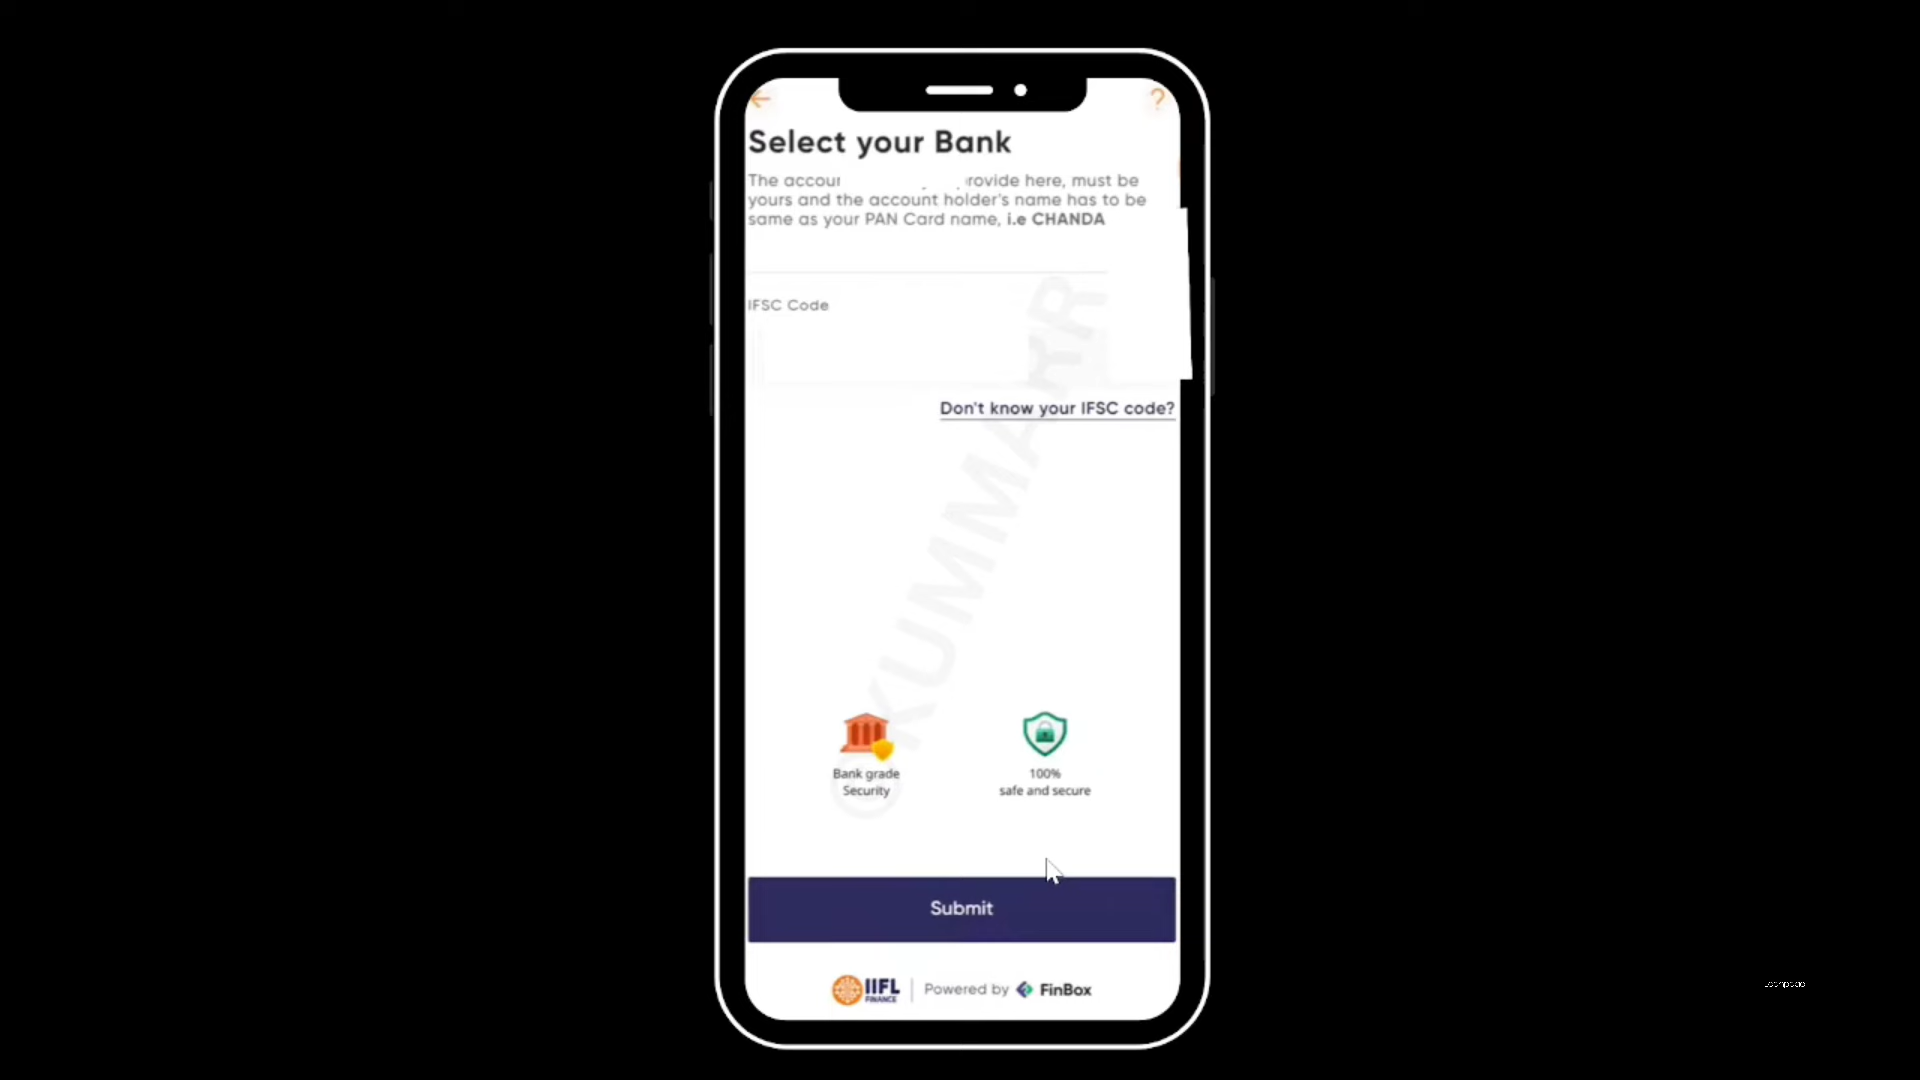 ?
Select your Bank
The accour rovide here, must be
yours and the account holder's name has to be
same as your PAN Card name, i.e CHANDA
IFSC Code
Don't know your IFSC code?
©KUMMARR
Bank grade
Security
100%
safe and secure
Submit
IIFL
FINANCE
Powered by FinBox